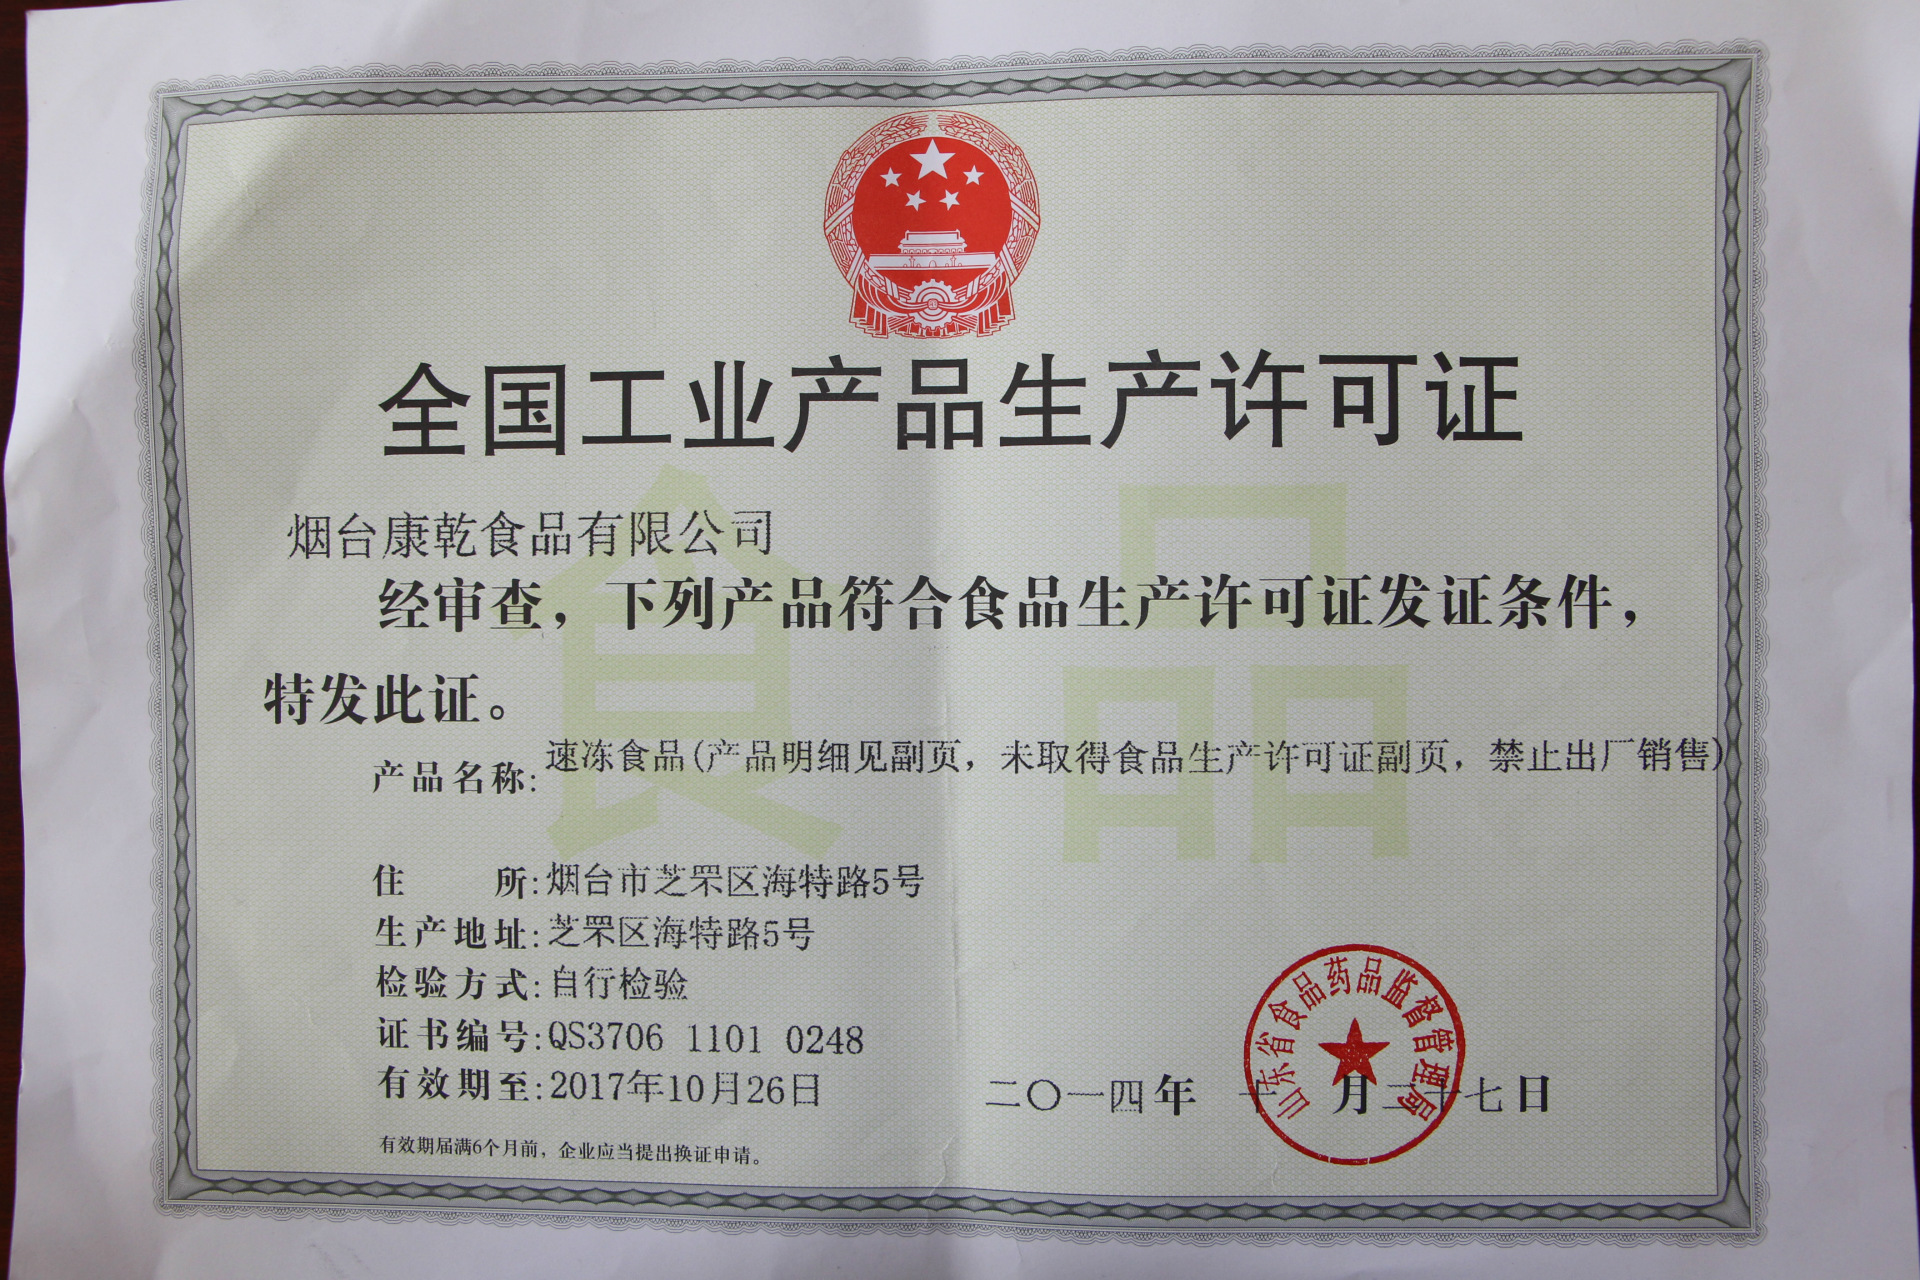 全国工业产品生产许可证
烟台康乾食品有限公司
经审查，下列产品符合食品生产许可证发证条件，
特发此证。
产品名称:速冻食品(产品明细见副页，未取得食品生产许可证副页，禁止出厂销售)
食品
住 所:烟台市芝罘区海特路5号
生产地址:芝罘区海特路5号
检验方式:自行检验
证书编号:QS3706 1101 0248
有效期至:2017年10月26日
二〇一四年 十 月二十七日
山东省食品药品监督管理局
有效期届满6个月前，企业应当提出换证申请。